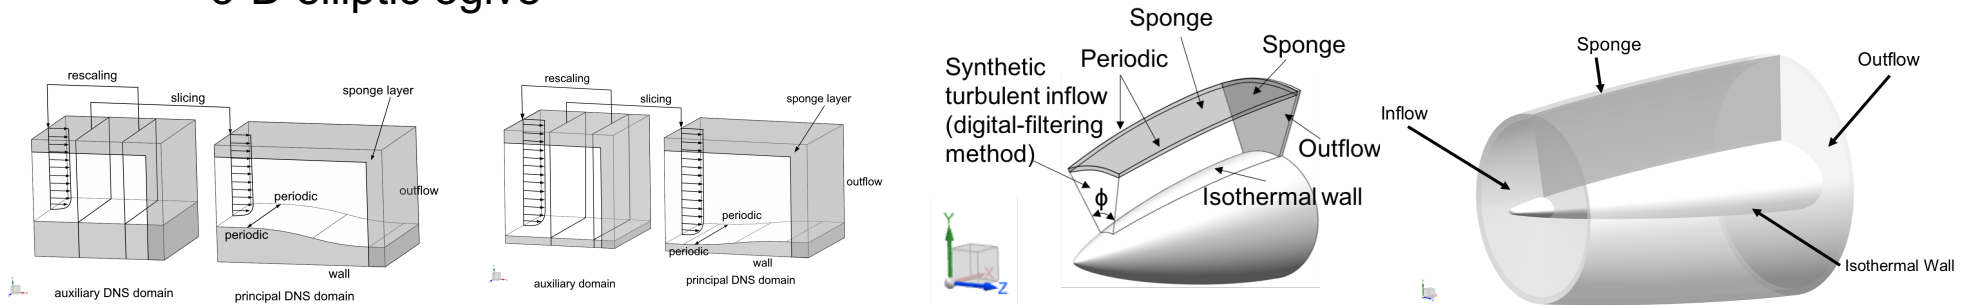 3-D elliptic ogive
rescaling
slicing
sponge layer
periodic
periodic
outflow
wall
auxiliary DNS domain
principal DNS domain
rescaling
slicing
sponge layer
periodic
periodic
outflow
wall
auxiliary domain
principal DNS domain
Sponge
Sponge
Periodic
Synthetic
turbulent inflow
(digital-filtering
method)
ϕ
Outflow
Isothermal wall
Y
X
Z
Sponge
Outflow
Inflow
Isothermal Wall